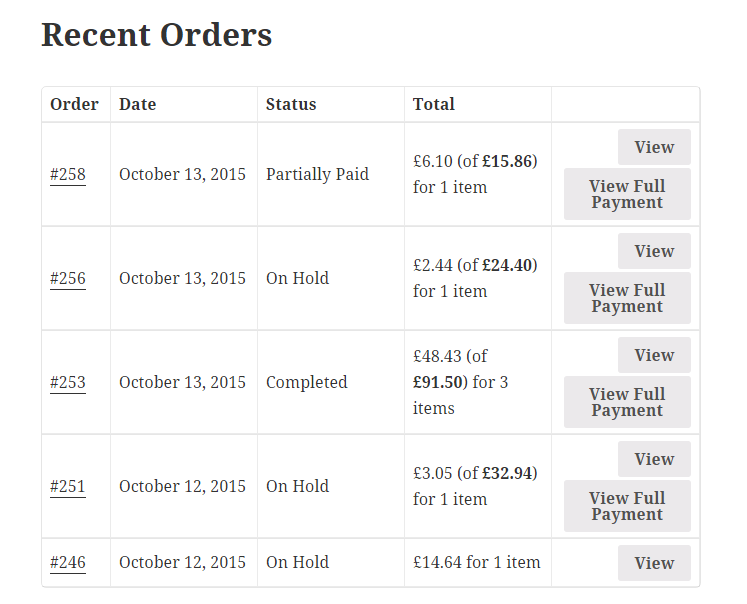 Recent Orders
Order Date Status Total
#258 October 13, 2015 Partially Paid £6.10 (of £15.86) for 1 item View
View Full Payment
#256 October 13, 2015 On Hold £2.44 (of £24.40) for 1 item View
View Full Payment
#253 October 13, 2015 Completed £48.43 (of £91.50) for 3 items View
View Full Payment
#251 October 12, 2015 On Hold £3.05 (of £32.94) for 1 item View
View Full Payment
#246 October 12, 2015 On Hold £14.64 for 1 item View